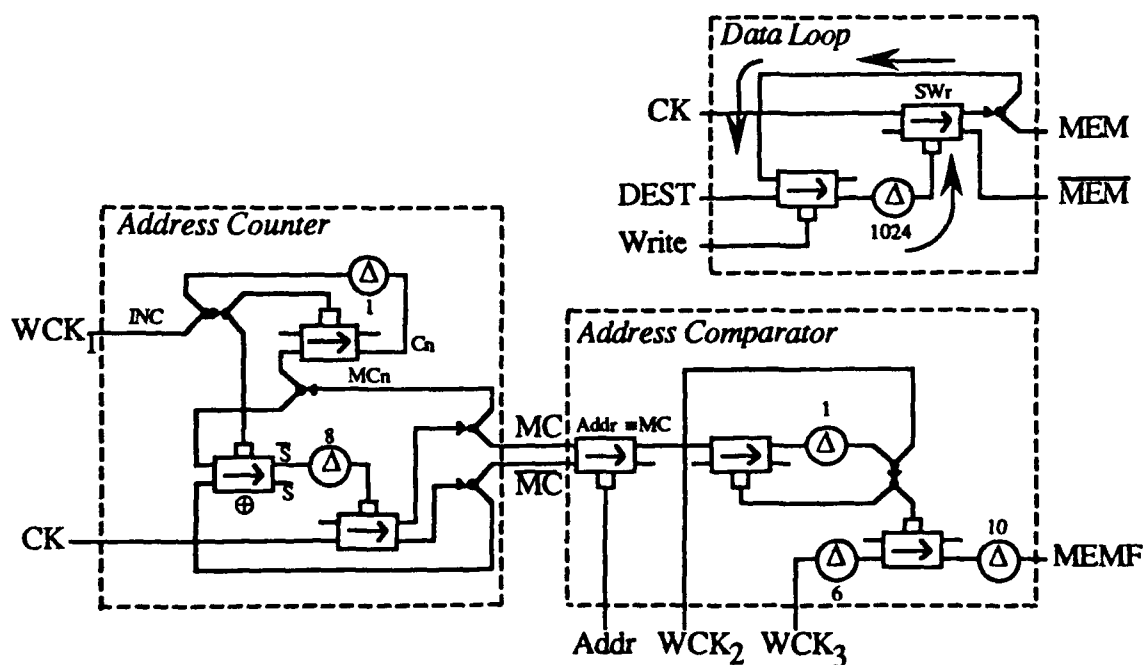 Data Loop
SWr
CK
MEM
DEST
Δ
MEM
1024
Write
Address Counter
Δ
1
WCK1
INC
Cn
MCn
Address Comparator
8
Δ
S
S
⊕
CK
MC
MC
Addr ≡ MC
1
Δ
10
Δ
Δ
6
MEMF
Addr
WCK2
WCK3